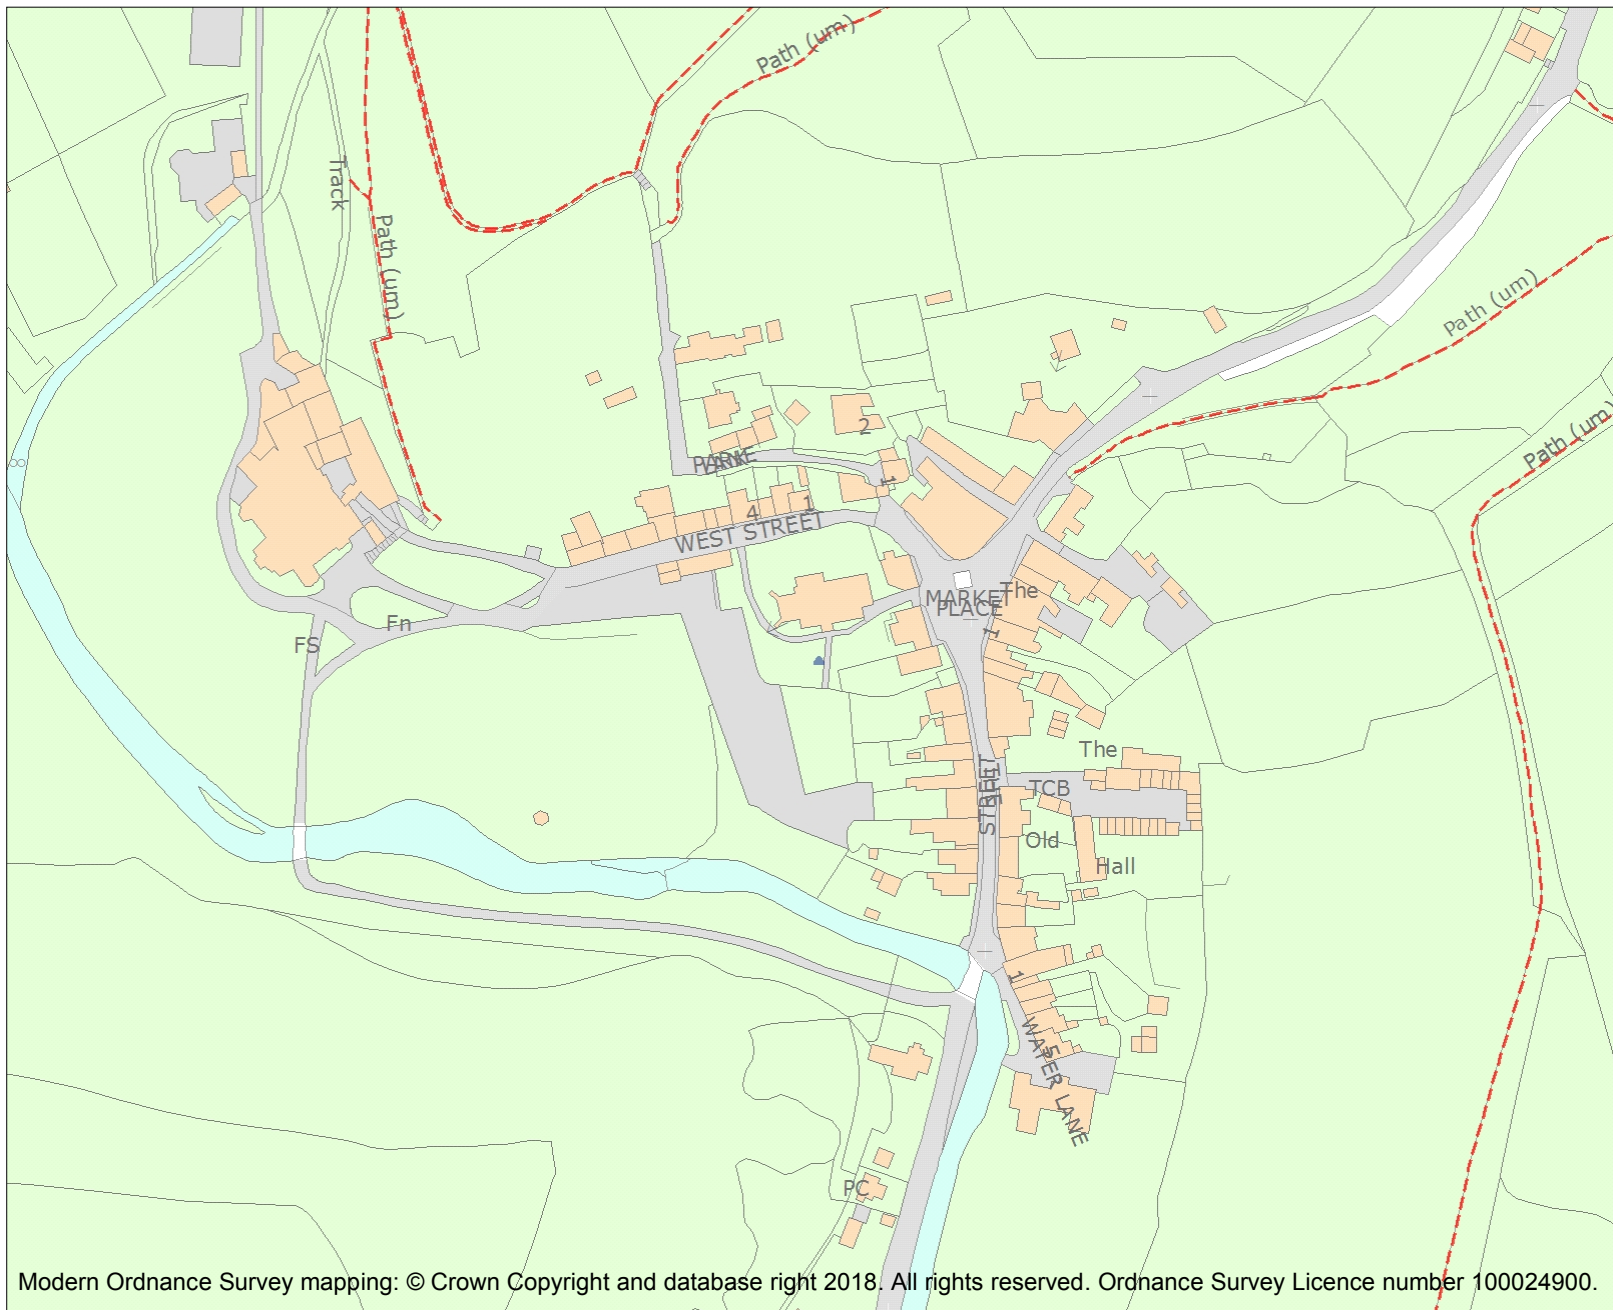 Path (um)
Track
Path (um)
Path (um)
Path (um)
2
PARK
LANE
1
1
4
WEST STREET
The
MARKET
PLACE
1
Fn
FS
The
TCB
STREET
Old
Hall
1
5
WATER LANE
PC
Modern Ordnance Survey mapping: © Crown Copyright and database right 2018. All rights reserved. Ordnance Survey Licence number 100024900.